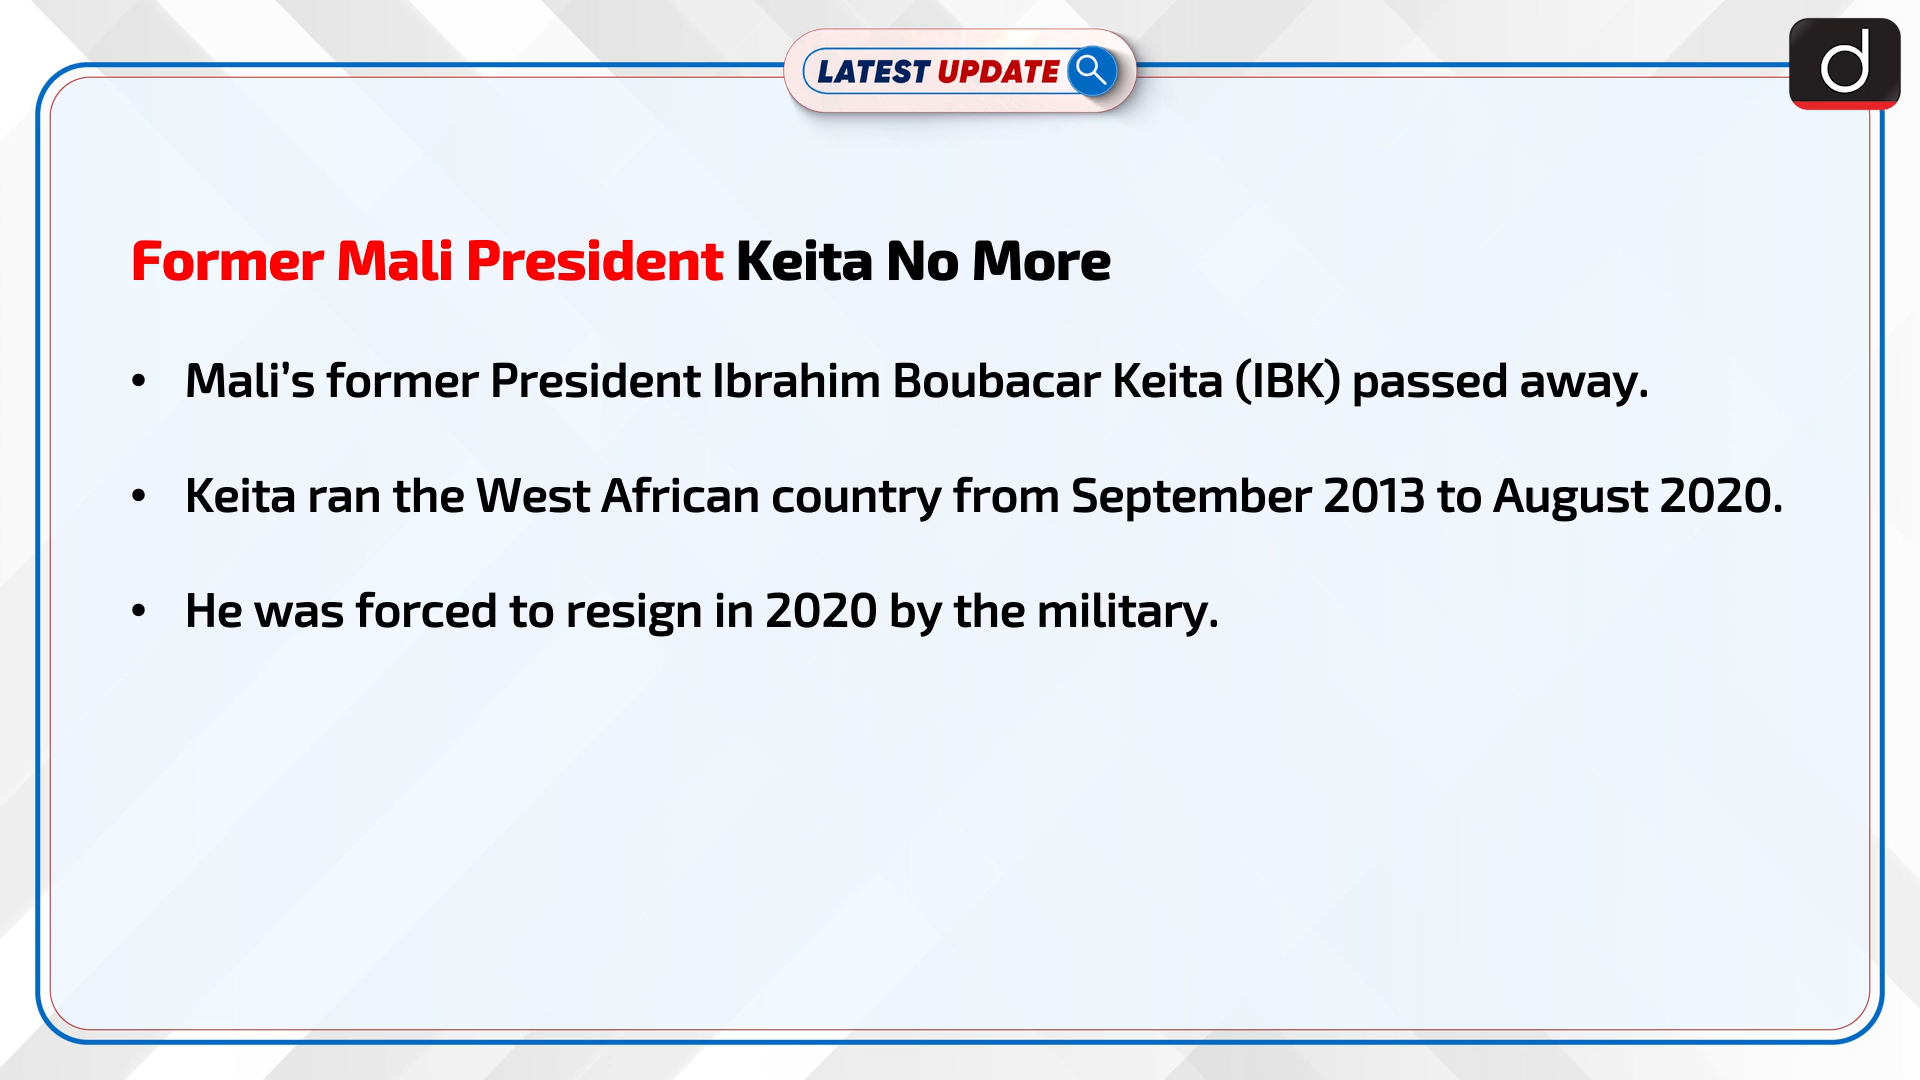 LATEST UPDATE
d
Former Mali President Keita No More
• Mali’s former President Ibrahim Boubacar Keita (IBK) passed away.
• Keita ran the West African country from September 2013 to August 2020.
• He was forced to resign in 2020 by the military.